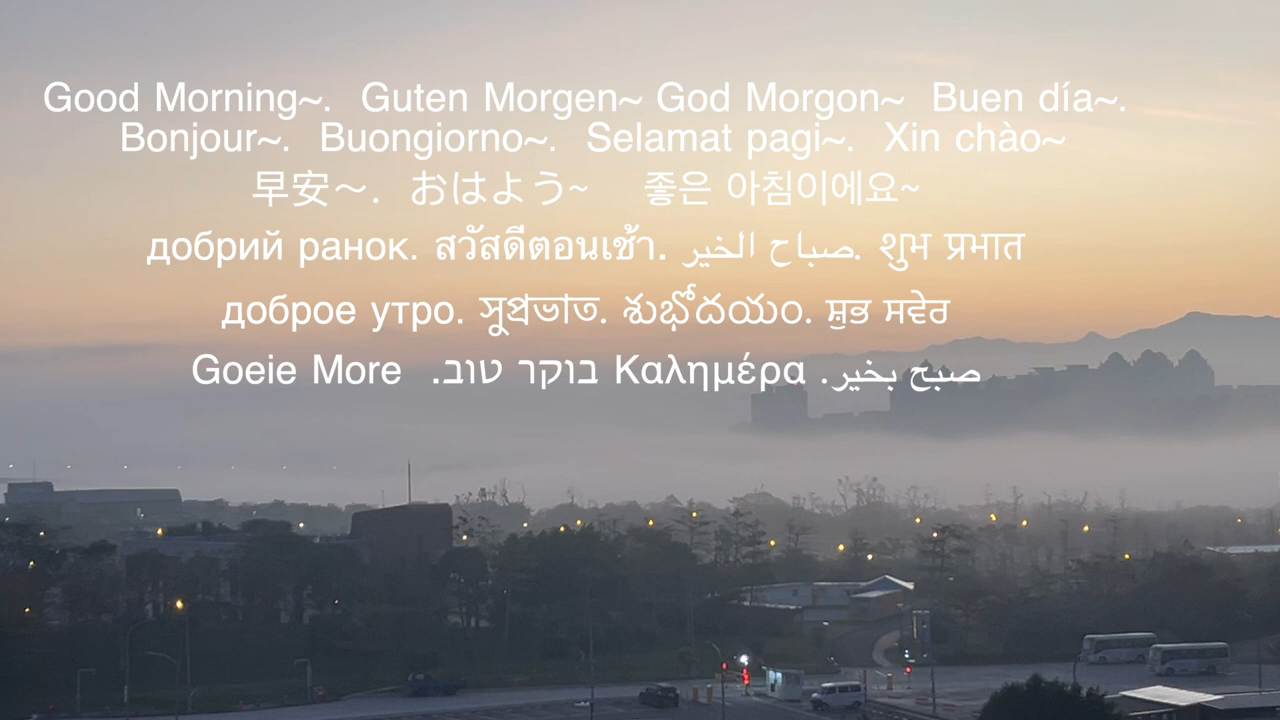 Good Morning~. Guten Morgen~ God Morgon~ Buen día~.
Bonjour~. Buongiorno~. Selamat pagi~. Xin chào~
早安～. おはよう~ 좋은 아침이에요~
добрий ранок. สวัสดีตอนเช้า. صباح الخير. शुभ प्रभात
доброе утро. সুপ্রভাত. శుభోదయం. ਸ਼ੁਭ ਸਵੇਰ
Goeie More בוקר טוב. Καλημέρα صبح بخیر.